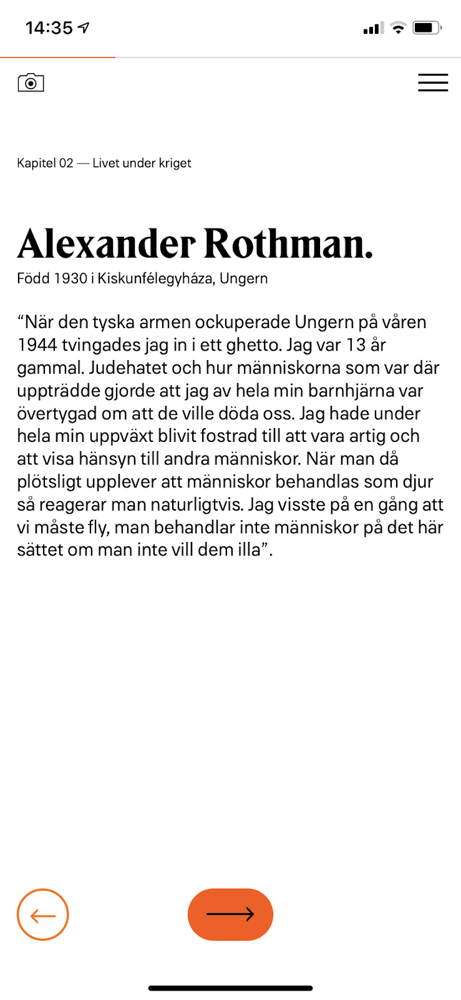 14:35
Kapitel 02 — Livet under kriget
Alexander Rothman.
Född 1930 i Kiskunfélegyháza, Ungern
“När den tyska armen ockuperade Ungern på våren
1944 tvingades jag in i ett ghetto. Jag var 13 år
gammal. Judehatet och hur människorna som var där
uppträdde gjorde att jag av hela min barnhjärna var
övertygad om att de ville döda oss. Jag hade under
hela min uppväxt blivit fostrad till att vara artig och
att visa hänsyn till andra människor. När man då
plötsligt upplever att människor behandlas som djur
så reagerar man naturligtvis. Jag visste på en gång att
vi måste fly, man behandlar inte människor på det här
sättet om man inte vill dem illa”.